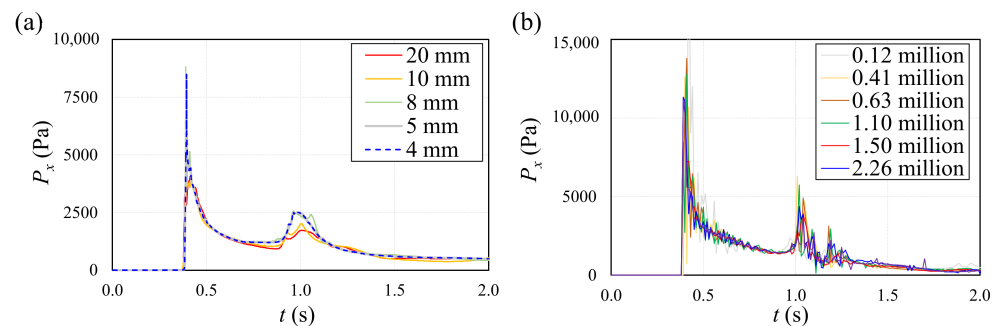 (a)
10,000
7500
5000
2500
0
P_x (Pa)
0.0 0.5 1.0 1.5 2.0
t (s)
20 mm
10 mm
8 mm
5 mm
4 mm
(b)
15,000
10,000
5000
0
P_x (Pa)
0.0 0.5 1.0 1.5 2.0
t (s)
0.12 million
0.41 million
0.63 million
1.10 million
1.50 million
2.26 million